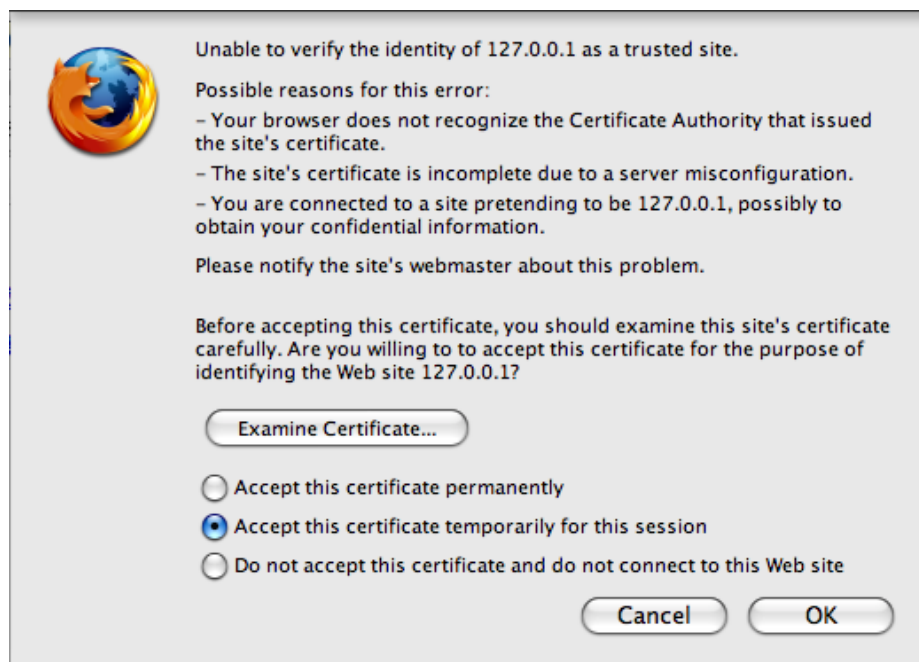 Unable to verify the identity of 127.0.0.1 as a trusted site.
Possible reasons for this error:
– Your browser does not recognize the Certificate Authority that issued
the site's certificate.
– The site's certificate is incomplete due to a server misconfiguration.
– You are connected to a site pretending to be 127.0.0.1, possibly to
obtain your confidential information.
Please notify the site's webmaster about this problem.
Before accepting this certificate, you should examine this site's certificate
carefully. Are you willing to to accept this certificate for the purpose of
identifying the Web site 127.0.0.1?
Examine Certificate...
Accept this certificate permanently
Accept this certificate temporarily for this session
Do not accept this certificate and do not connect to this Web site
Cancel OK